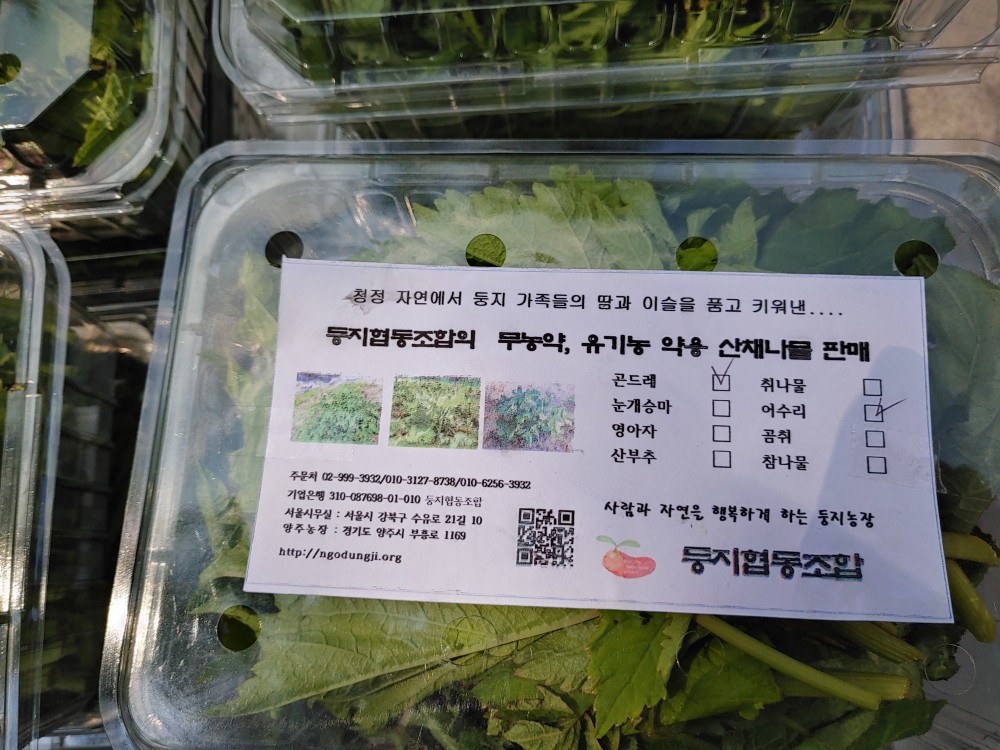 청정 자연에서 둥지 가족들의 땀과 이슬을 품고 키워낸....
둥지협동조합의 무농약, 유기농 약용 산채나물 판매
곤드레 ☑ 취나물 □
눈개승마 □ 어수리 ☑
영아자 □ 곰취 □
산부추 □ 참나물 □
주문처 02-999-3932/010-3127-8738/010-6256-3932
기업은행 310-087698-01-010 둥지협동조합
서울사무실 : 서울시 강북구 수유로 21길 10
양주농장 : 경기도 양주시 부흥로 1169
http://ngodungji.org
사람과 자연을 행복하게 하는 둥지농장
둥지협동조합